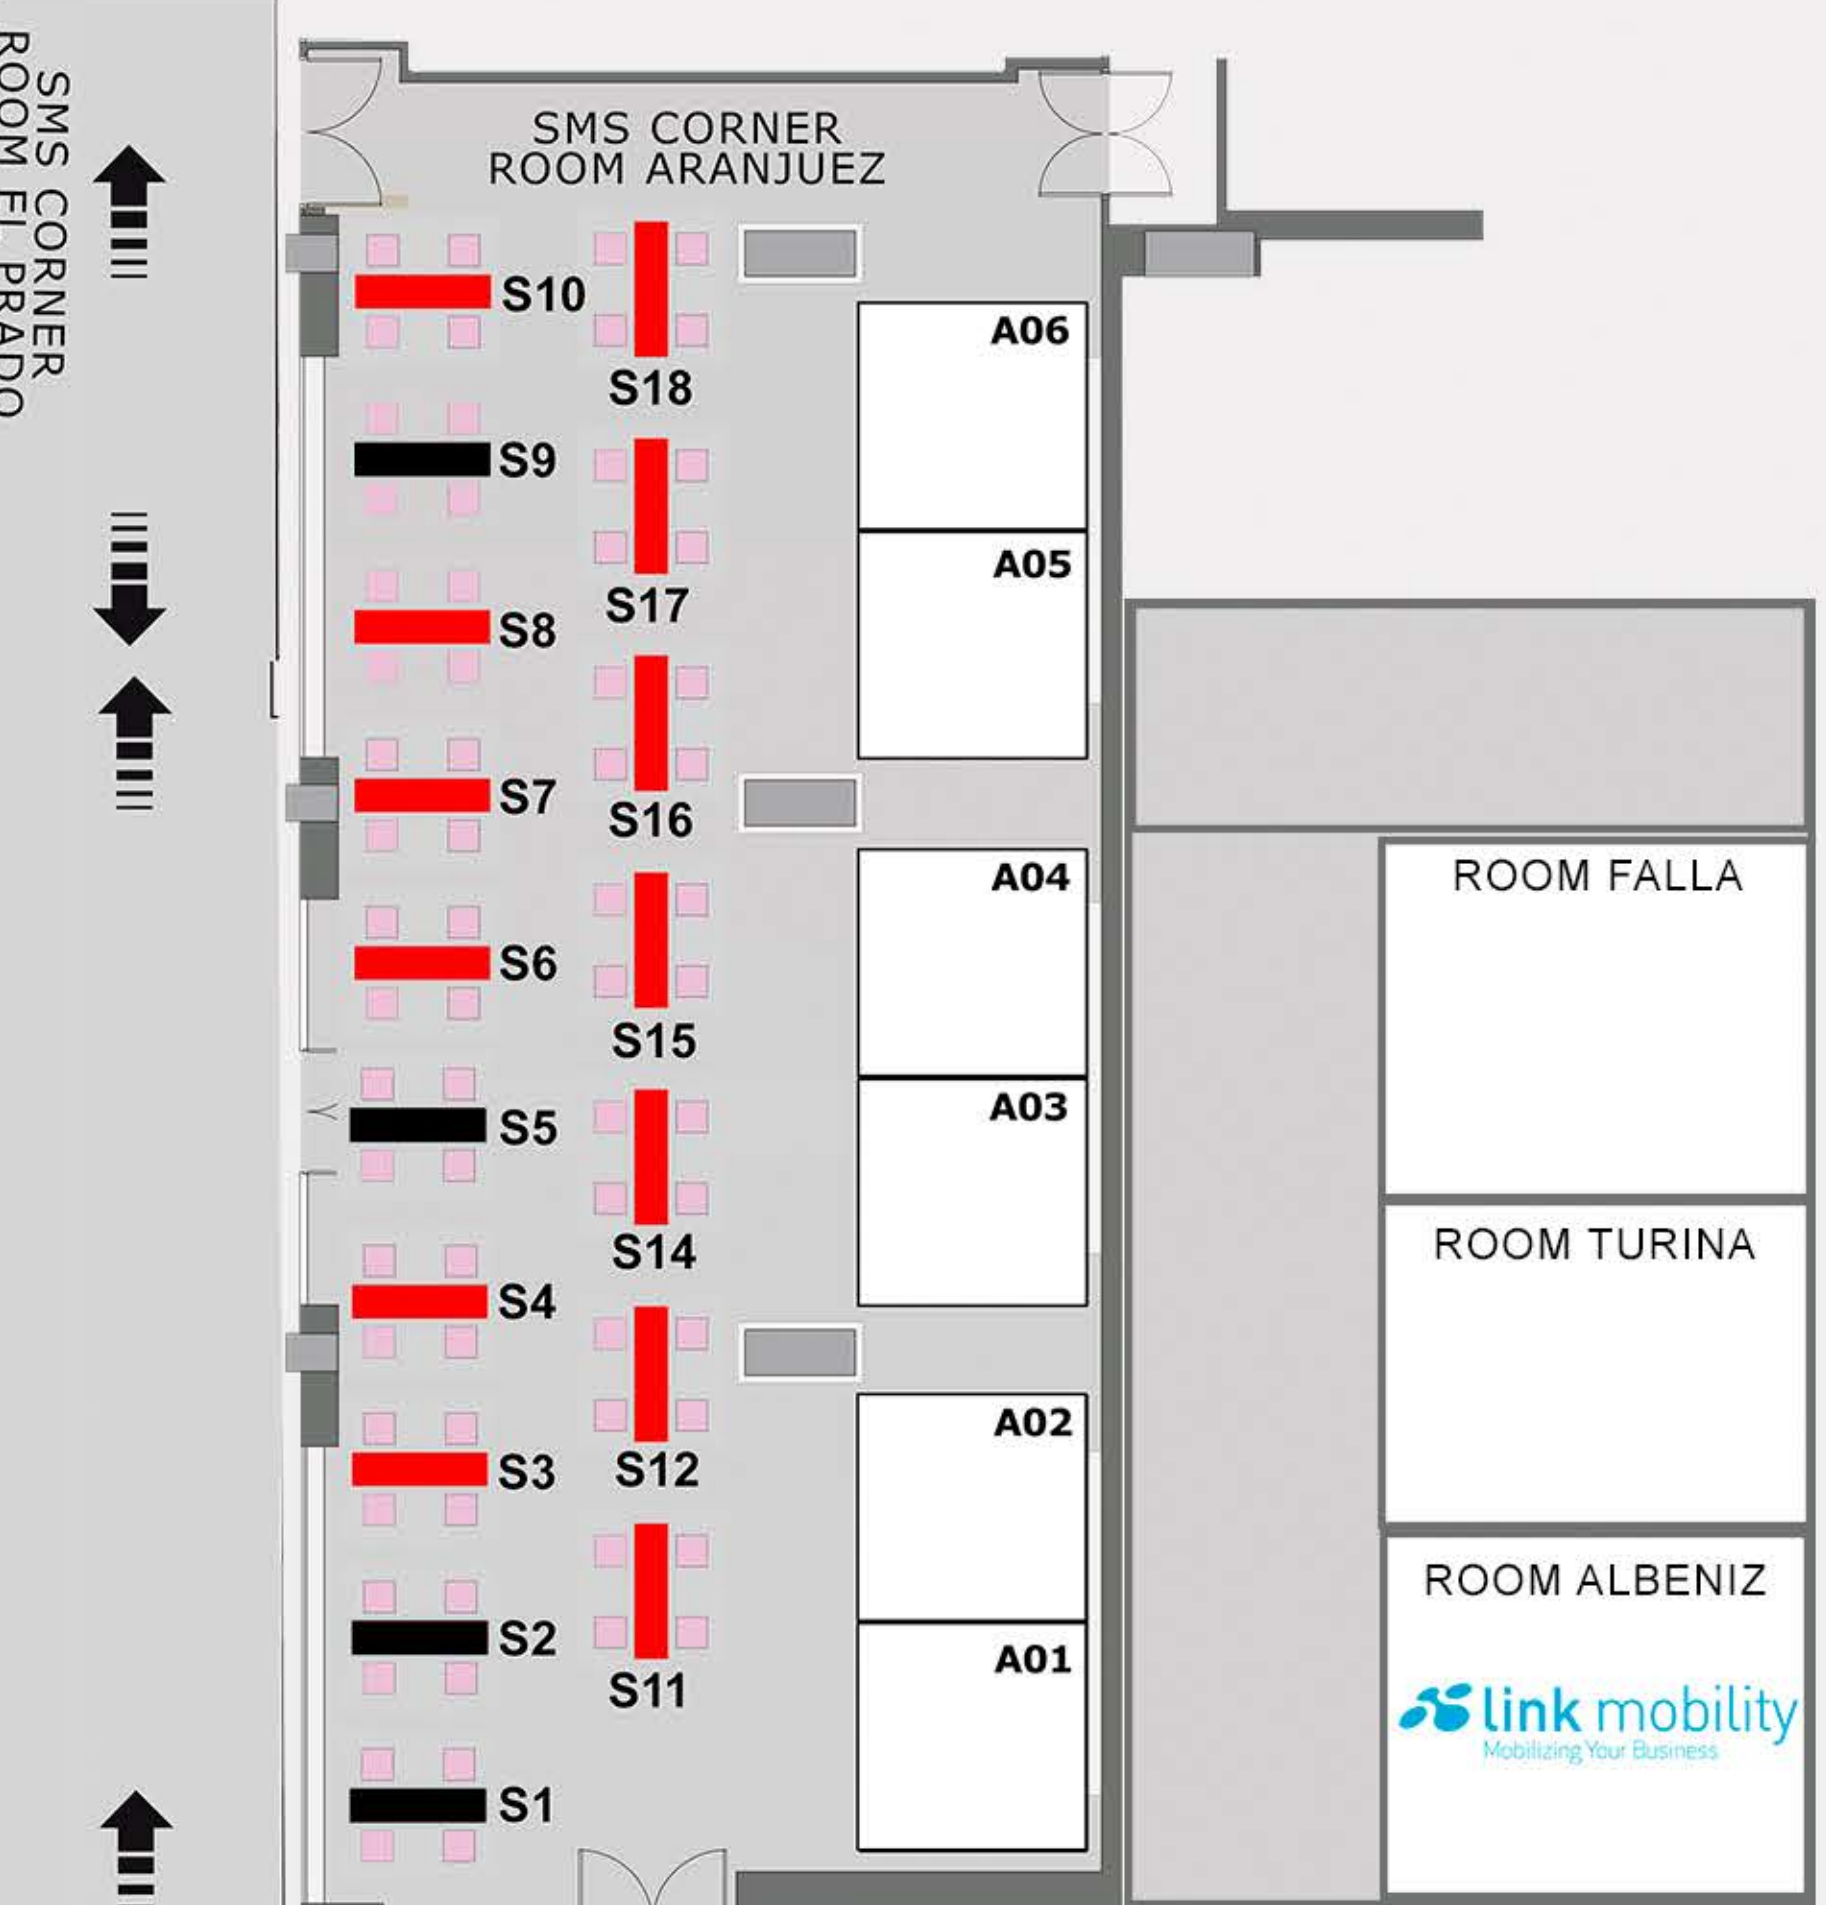 SMS CORNER
ROOM EL PRADO
SMS CORNER
ROOM ARANJUEZ
S10
S18
A06
S9
A05
S17
S8
S7
S16
A04
ROOM FALLA
S6
S15
A03
S5
S14
ROOM TURINA
S4
A02
S3
S12
ROOM ALBENIZ
S2
A01
S11
link mobility
Mobilizing Your Business
S1